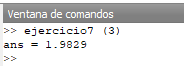 Ventana de comandos
>> ejercicio7 (3)
ans = 1.9829
>>